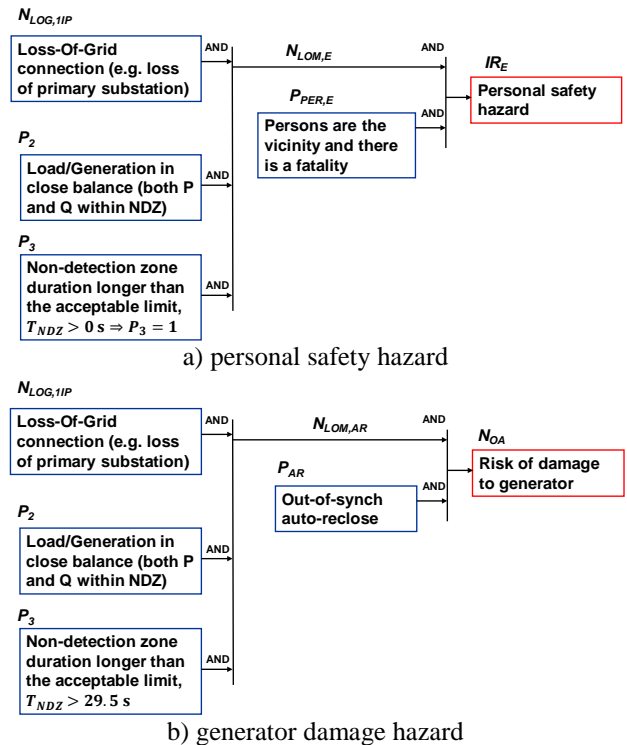 N_LOG,1IP
Loss-Of-Grid
connection (e.g. loss
of primary substation)
AND
N_LOM,E
AND
IR_E
Personal safety
hazard
P_PER,E
Persons are the
vicinity and there
is a fatality
AND
P_2
Load/Generation in
close balance (both P
and Q within NDZ)
AND
P_3
Non-detection zone
duration longer than
the acceptable limit,
T_NDZ > 0 s ⇒ P_3 = 1
AND
a) personal safety hazard
N_LOG,1IP
Loss-Of-Grid
connection (e.g. loss
of primary substation)
AND
N_LOM,AR
AND
N_OA
Risk of damage
to generator
P_AR
Out-of-synch
auto-reclose
AND
P_2
Load/Generation in
close balance (both P
and Q within NDZ)
AND
P_3
Non-detection zone
duration longer than
the acceptable limit,
T_NDZ > 29.5 s
AND
b) generator damage hazard